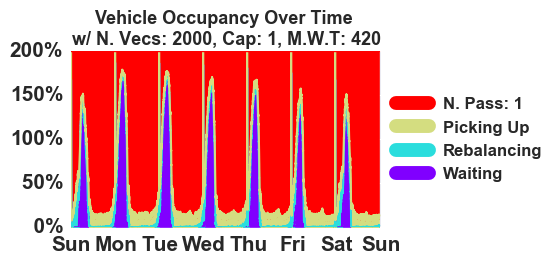 Vehicle Occupancy Over Time
w/ N. Vecs: 2000, Cap: 1, M.W.T: 420
200%
150%
100%
50%
0%
Sun Mon Tue Wed Thu Fri Sat Sun
N. Pass: 1
Picking Up
Rebalancing
Waiting